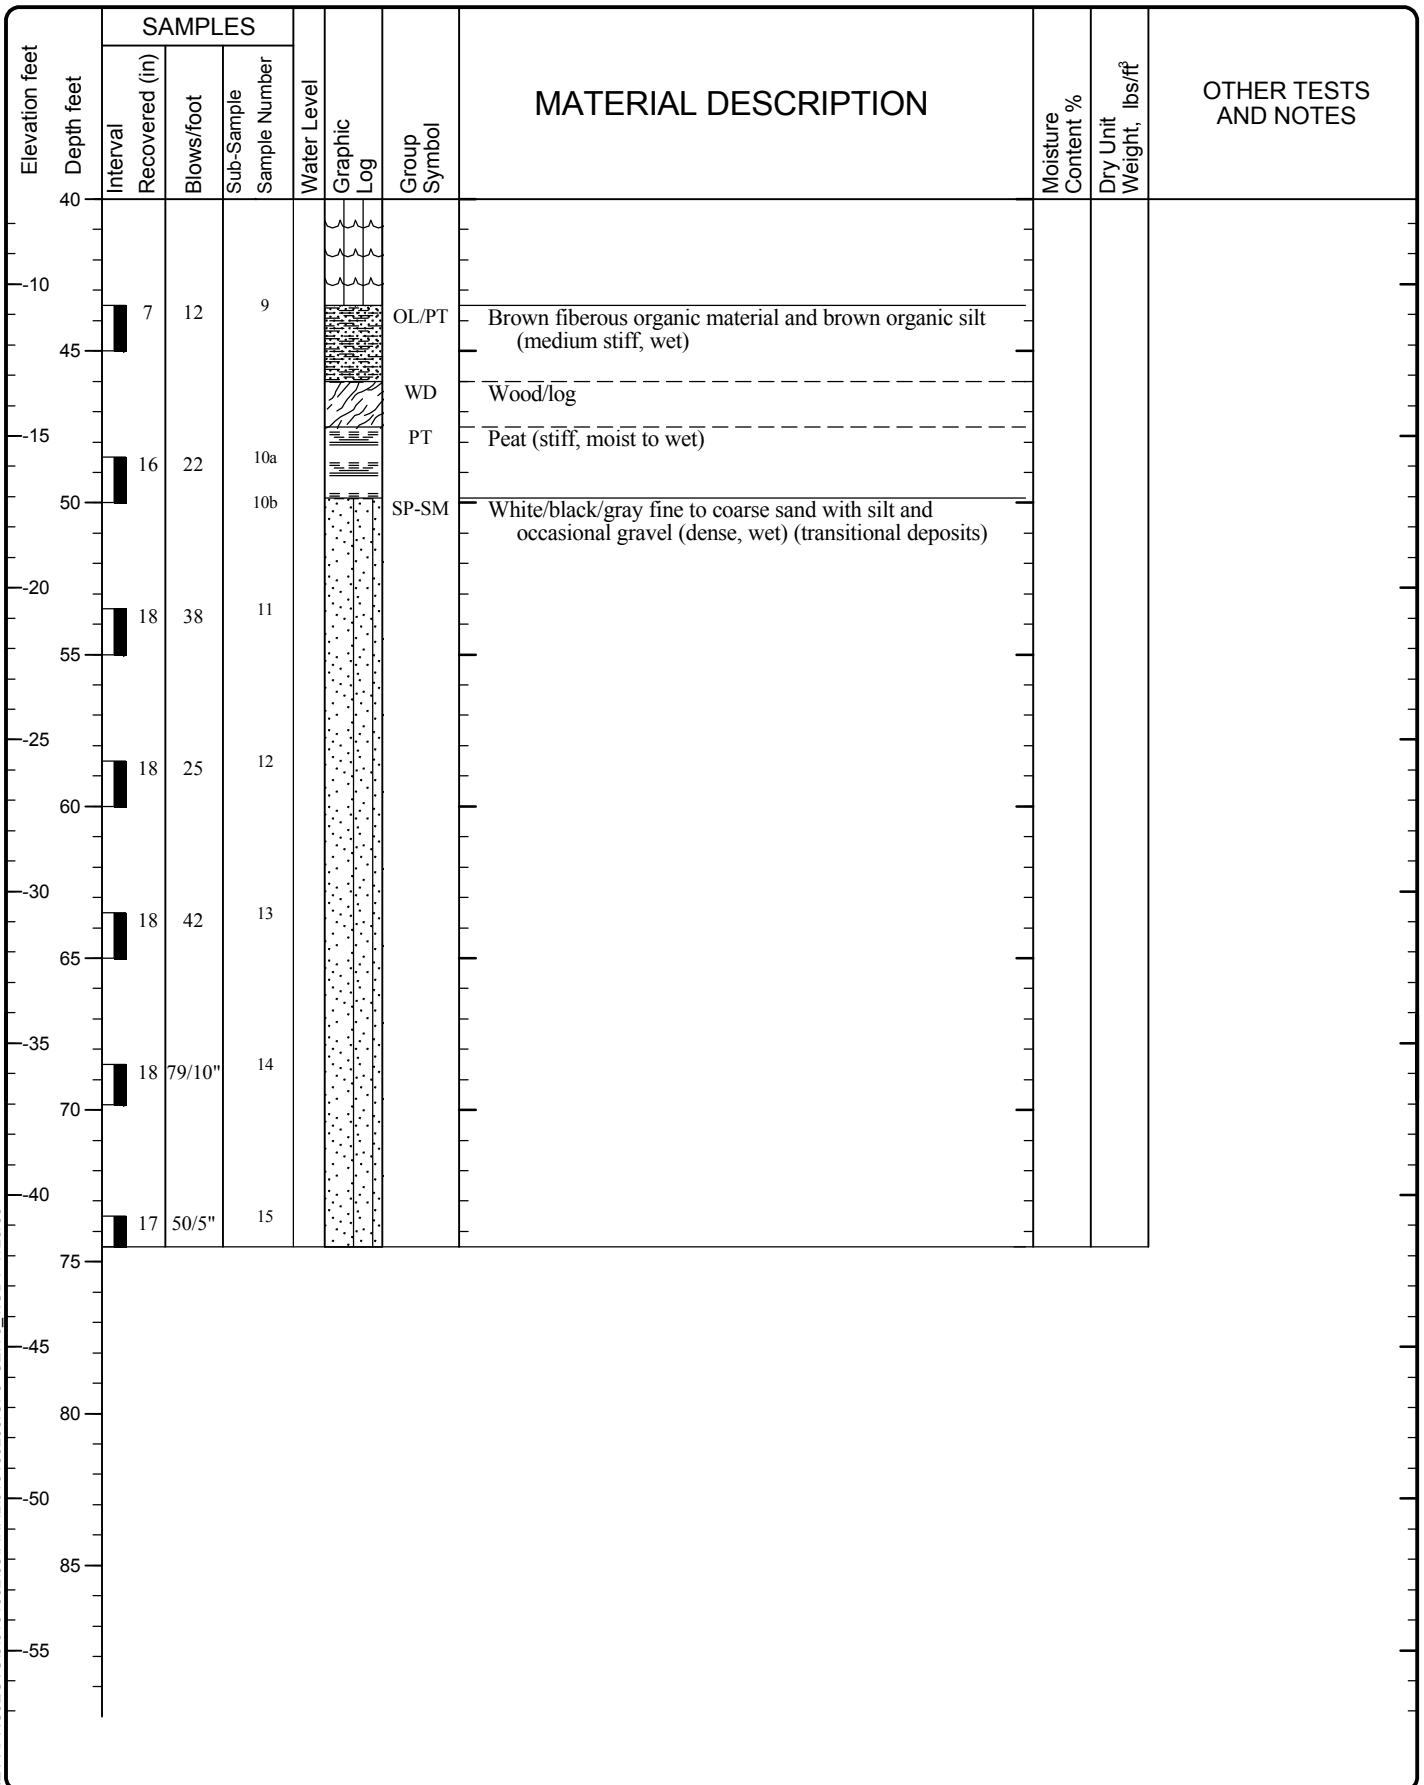 Elevation feet
Depth feet
SAMPLES
Interval
Recovered (in)
Blows/foot
Sub-Sample
Sample Number
Water Level
Graphic
Log
Group
Symbol
MATERIAL DESCRIPTION
Moisture
Content %
Dry Unit
Weight, lbs/ft³
OTHER TESTS
AND NOTES
40
-10
7 12 9 OL/PT Brown fiberous organic material and brown organic silt
(medium stiff, wet)
45
WD Wood/log
-15
PT Peat (stiff, moist to wet)
16 22 10a
50 10b SP-SM White/black/gray fine to coarse sand with silt and
occasional gravel (dense, wet) (transitional deposits)
-20
18 38 11
55
-25
18 25 12
60
-30
18 42 13
65
-35
18 79/10" 14
70
-40
17 50/5" 15
75
-45
80
-50
85
-55